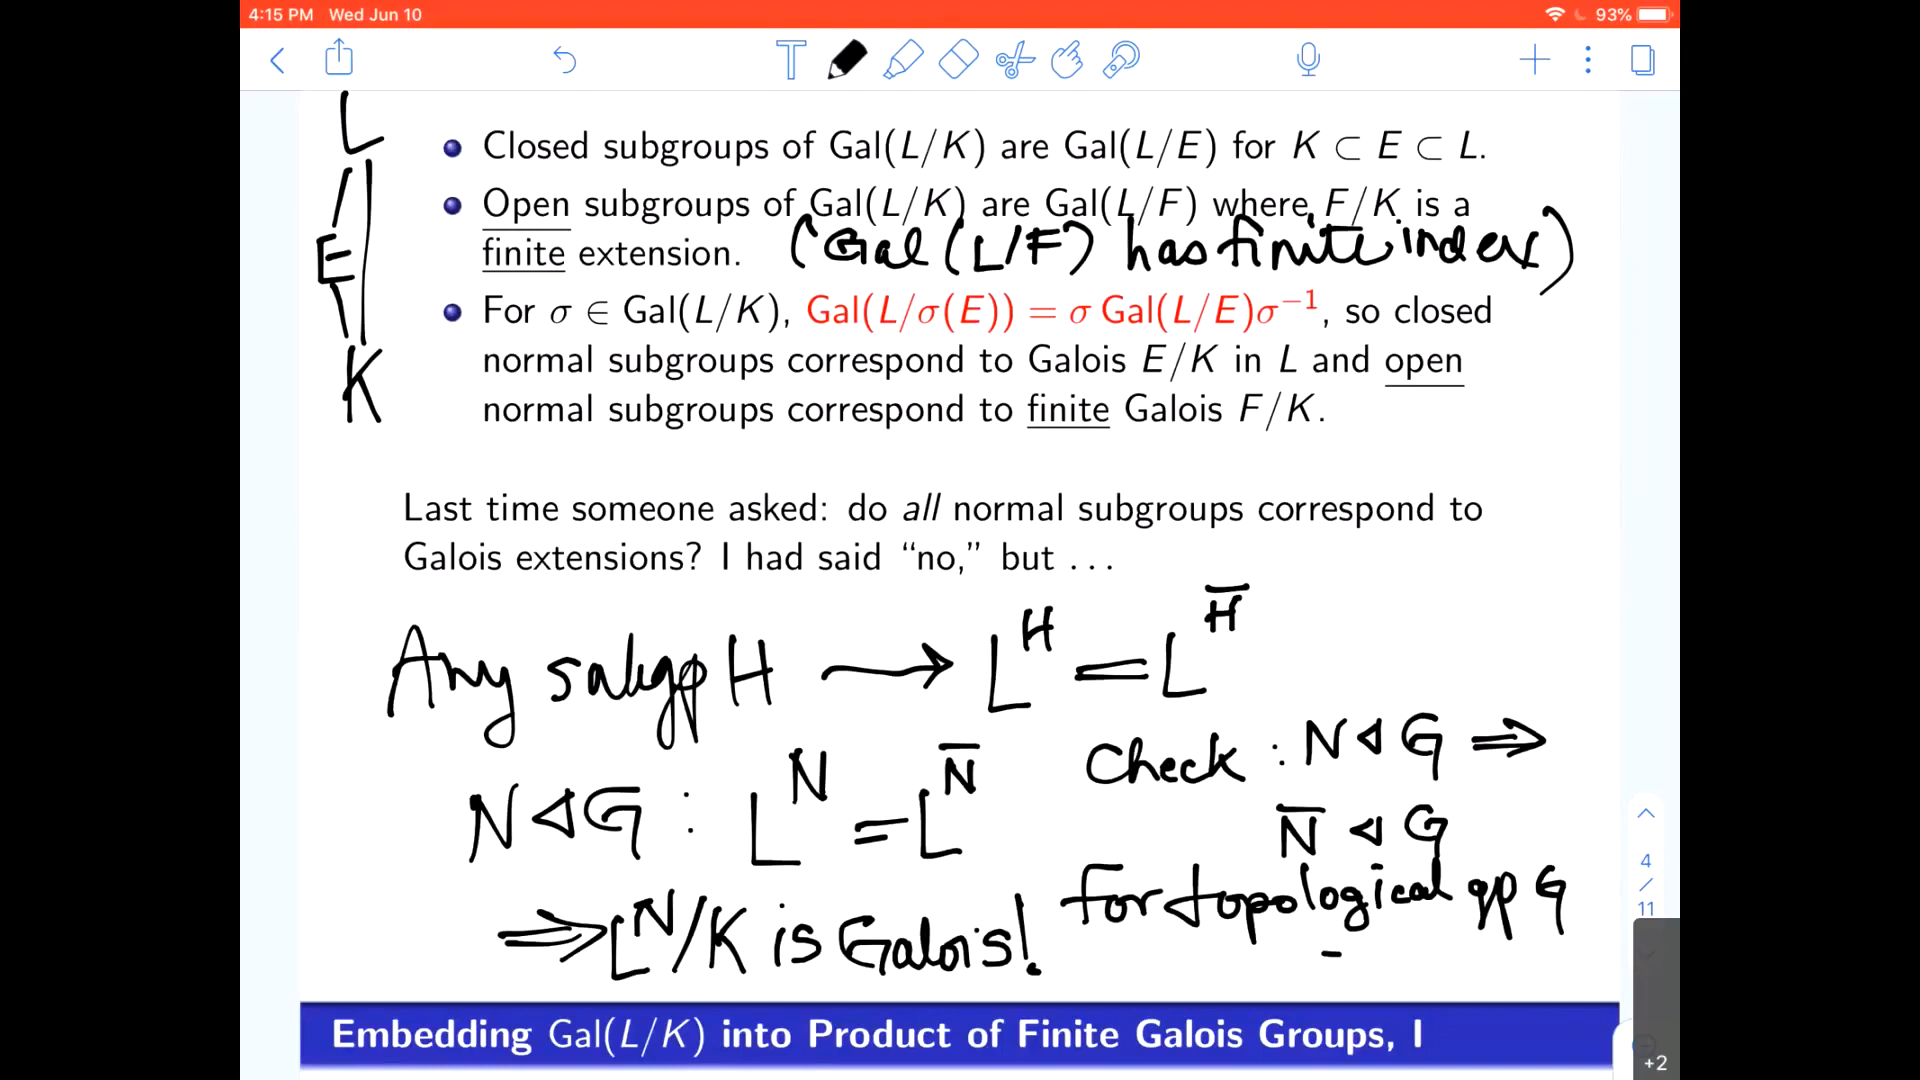 4:15 PM Wed Jun 10 93%
L
E
K
• Closed subgroups of Gal(L/K) are Gal(L/E) for K ⊂ E ⊂ L.
• Open subgroups of Gal(L/K) are Gal(L/F) where F/K is a
finite extension. (Gal(L/F) has finite index)
• For σ ∈ Gal(L/K), Gal(L/σ(E)) = σ Gal(L/E)σ⁻¹, so closed
normal subgroups correspond to Galois E/K in L and open
normal subgroups correspond to finite Galois F/K.
Last time someone asked: do all normal subgroups correspond to
Galois extensions? I had said “no,” but ...
Any subgp H → L^H = L^H̅
N ◁ G : L^N = L^N̅
⇒ L^N/K is Galois!
Check : N ◁ G ⇒
N̅ ◁ G
for topological gp G
4
/
11
Embedding Gal(L/K) into Product of Finite Galois Groups, I
+2